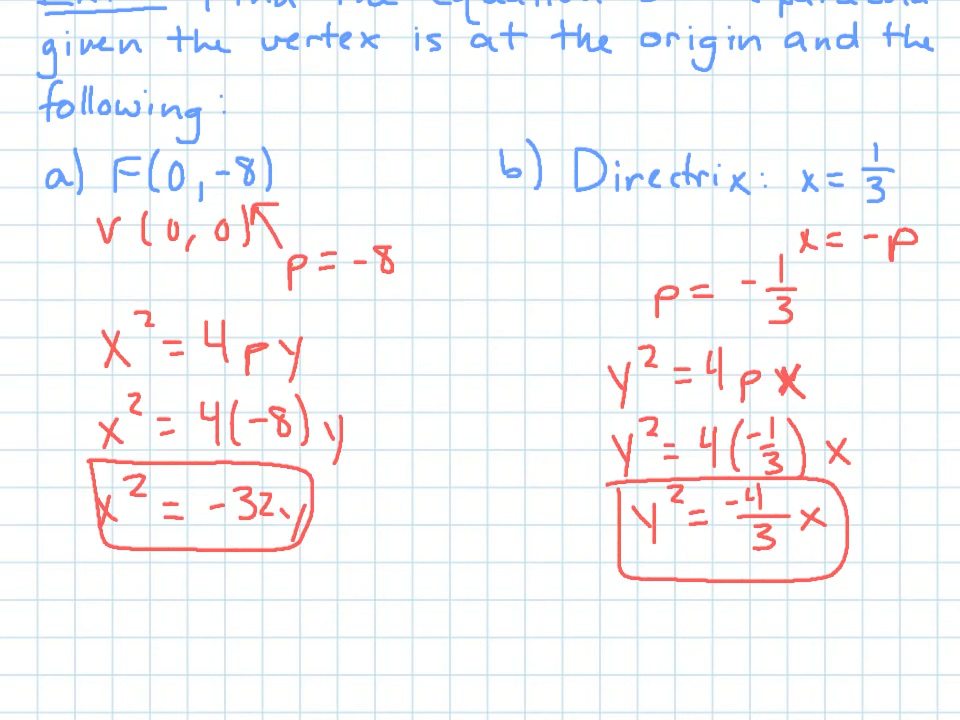 given the vertex is at the origin and the
following:
a) F(0, -8)
V(0, 0)
p = -8
x² = 4py
x² = 4(-8)y
x² = -32y
b) Directrix: x = 1/3
x = -p
p = -1/3
y² = 4px
y² = 4(-1/3)x
y² = -4/3 x